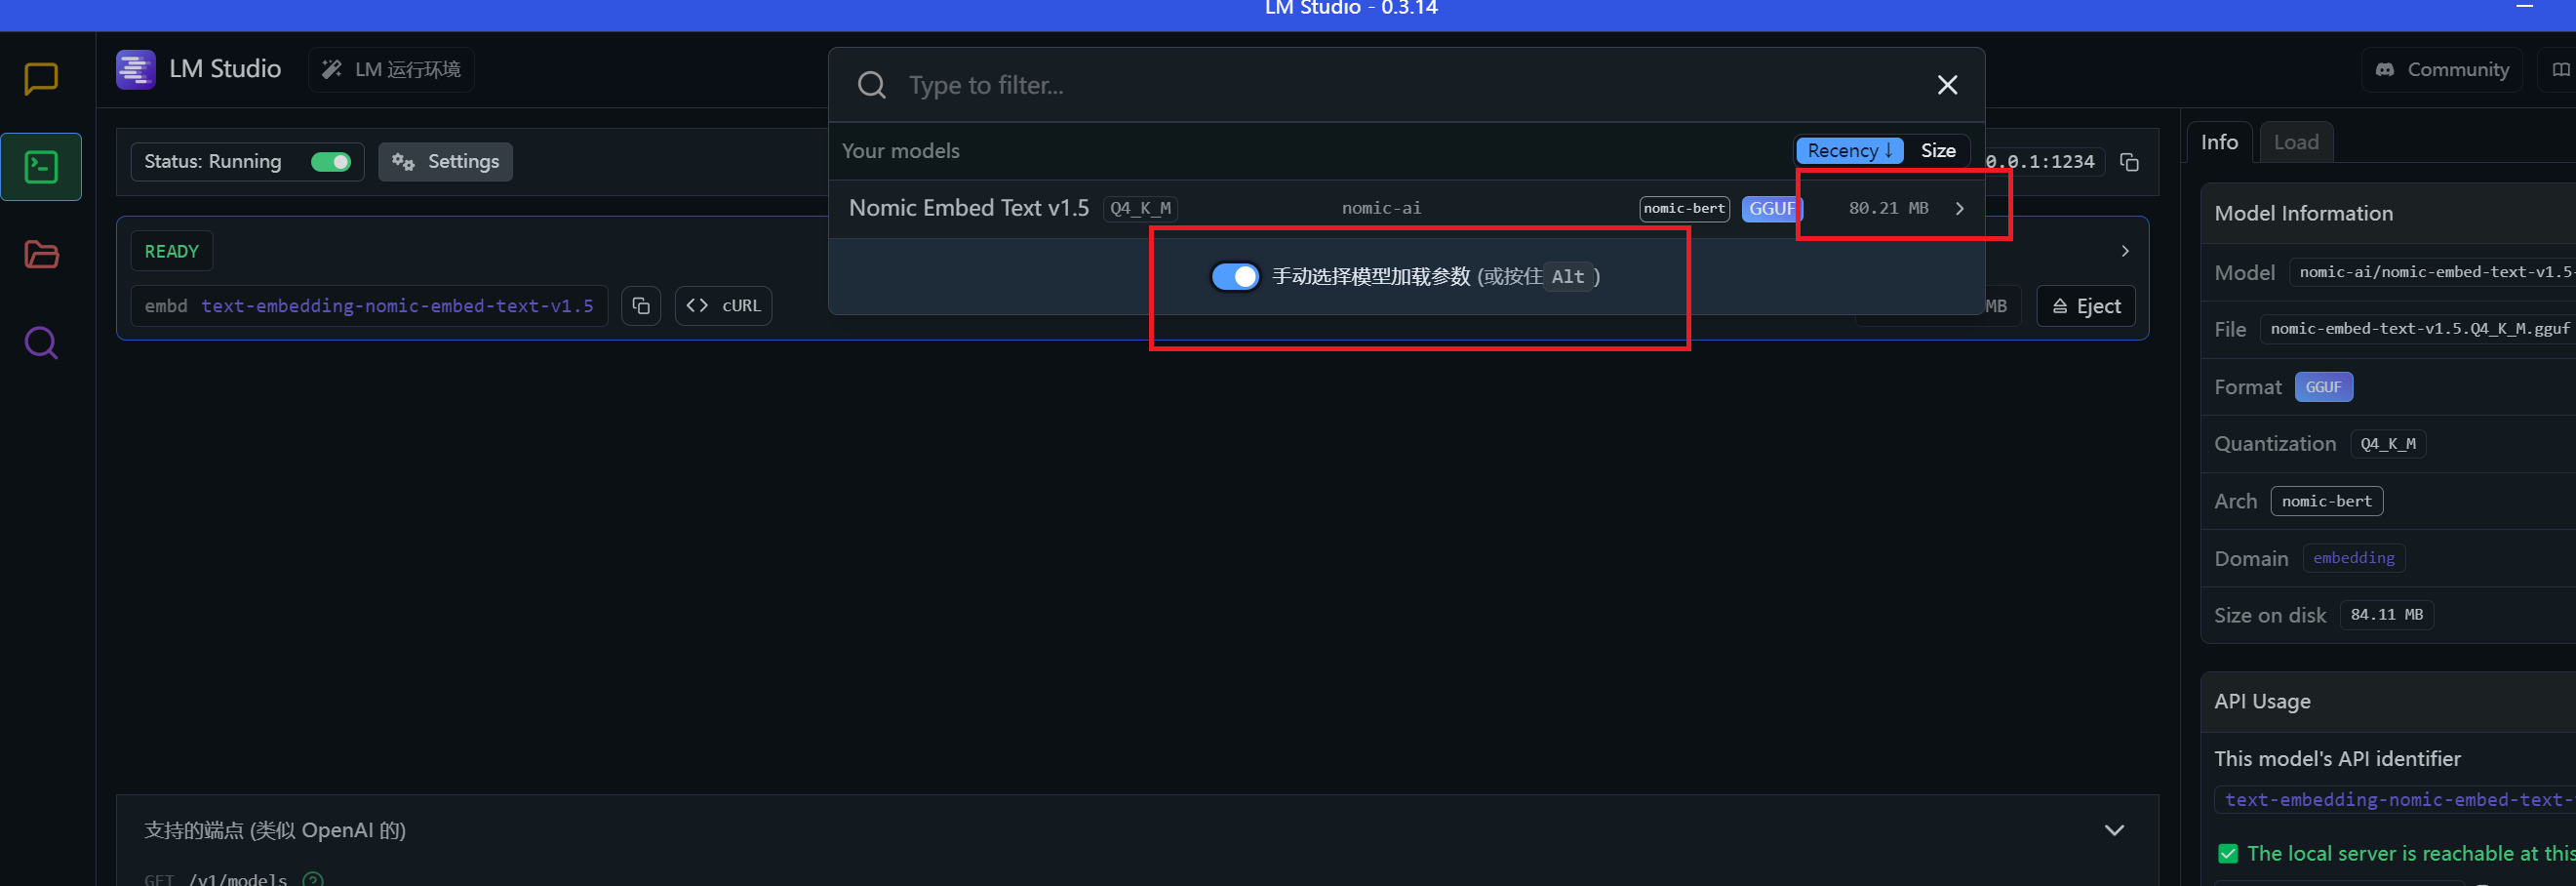 LM Studio - 0.3.14
LM Studio
LM 运行环境
Type to filter...
Community
Your models
Recency ↓ Size
Status: Running
Settings
0.0.1:1234
Nomic Embed Text v1.5 Q4_K_M nomic-ai nomic-bert GGUF 80.21 MB
READY
手动选择模型加载参数 (或按住 Alt )
embd text-embedding-nomic-embed-text-v1.5
cURL
MB
Eject
Info Load
Model Information
Model nomic-ai/nomic-embed-text-v1.5-
File nomic-embed-text-v1.5.Q4_K_M.gguf
Format GGUF
Quantization Q4_K_M
Arch nomic-bert
Domain embedding
Size on disk 84.11 MB
API Usage
This model's API identifier
text-embedding-nomic-embed-text-
The local server is reachable at this
支持的端点 (类似 OpenAI 的)
GET /v1/models